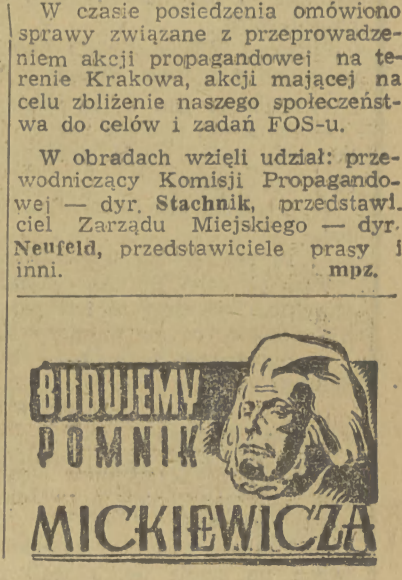 W czasie posiedzenia omówiono
sprawy związane z przeprowadze-
niem akcji propagandowej na te-
renie Krakowa, akcji mającej na
celu zbliżenie naszego społeczeńst-
wa do celów i zadań FOS-u.
W obradach wzięli udział: prze-
wodniczący Komisji Propagando-
wej — dyr. Stachnik, przedstawi.
ciel Zarządu Miejskiego — dyr.
Neufeld, przedstawiciele prasy i
inni. mpz.
BUDUJEMY
POMNIK
MICKIEWICZA